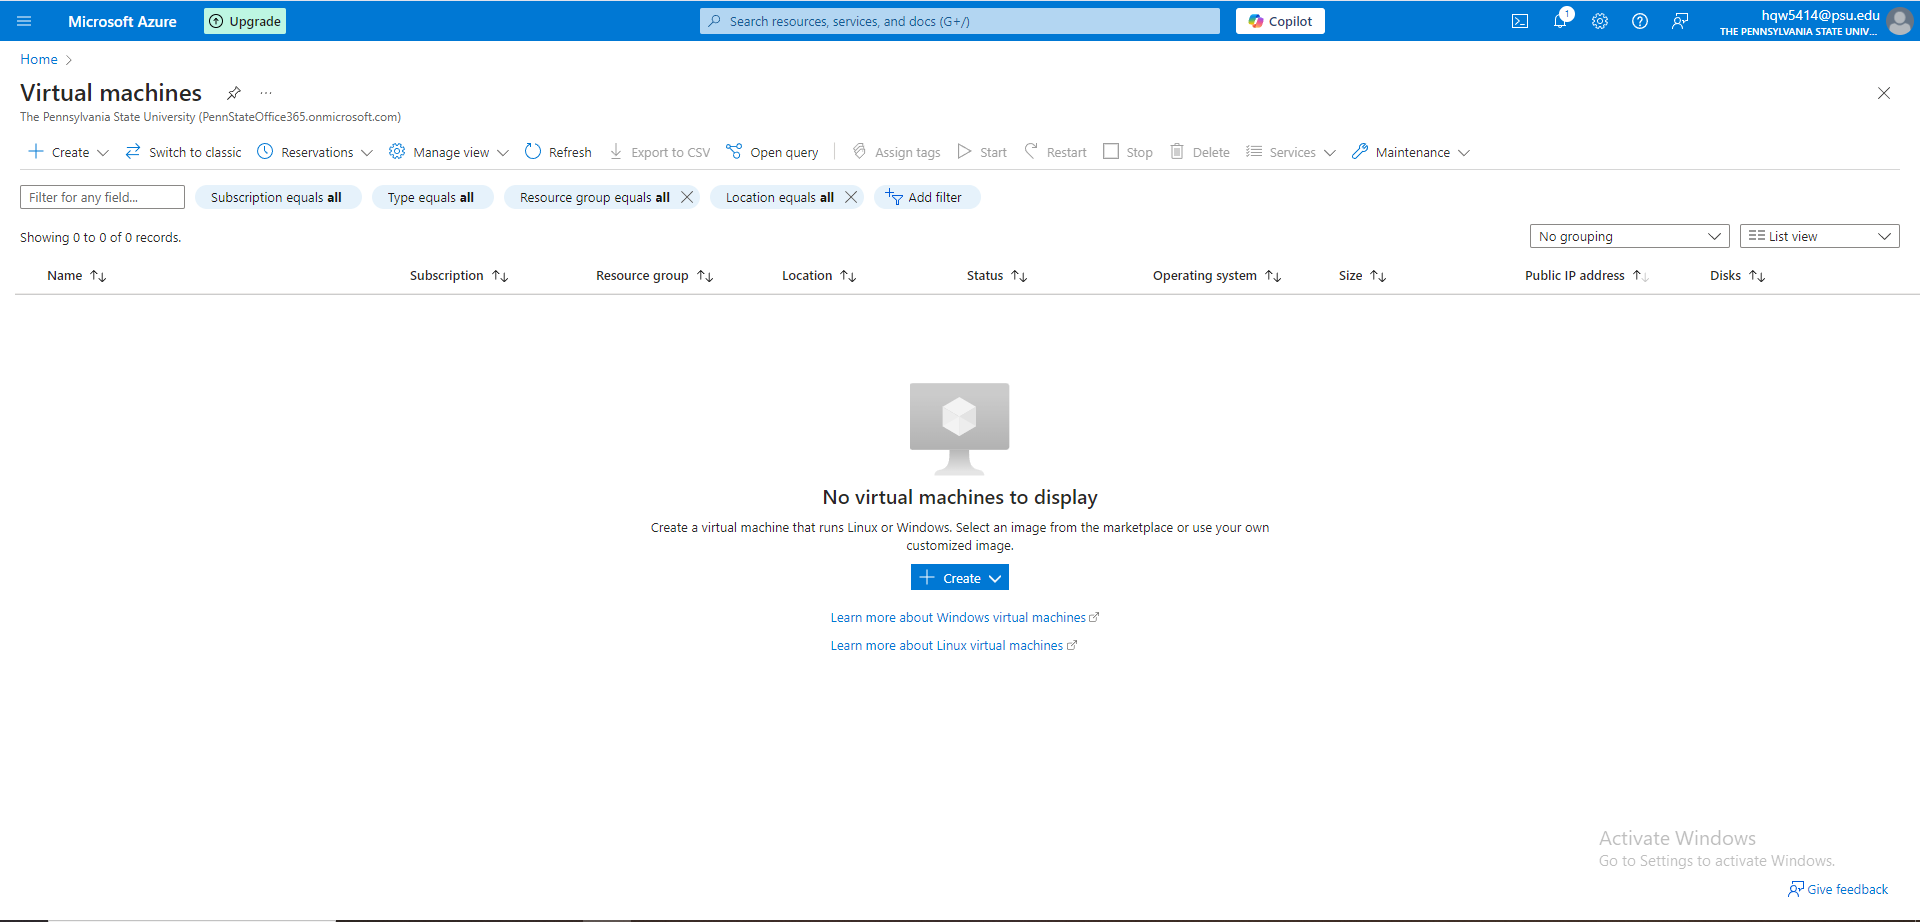 Microsoft Azure Upgrade Search resources, services, and docs (G+/) Copilot 1 hqw5414@psu.edu
THE PENNSYLVANIA STATE UNIV...
Home
Virtual machines ...
The Pennsylvania State University (PennStateOffice365.onmicrosoft.com)
Create Switch to classic Reservations Manage view Refresh Export to CSV Open query Assign tags Start Restart Stop Delete Services Maintenance
Filter for any field... Subscription equals all Type equals all Resource group equals all Location equals all Add filter
Showing 0 to 0 of 0 records. No grouping List view
Name Subscription Resource group Location Status Operating system Size Public IP address Disks
No virtual machines to display
Create a virtual machine that runs Linux or Windows. Select an image from the marketplace or use your own
customized image.
Create
Learn more about Windows virtual machines
Learn more about Linux virtual machines
Activate Windows
Go to Settings to activate Windows.
Give feedback